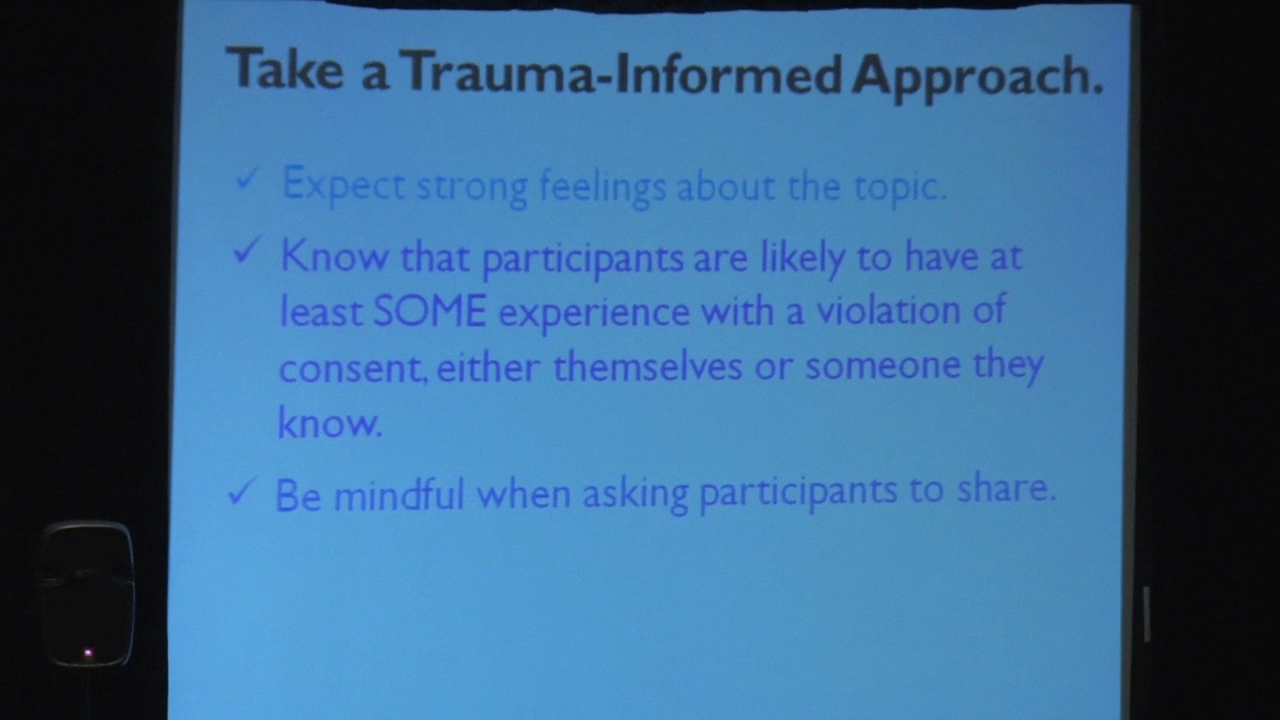 Take a Trauma-Informed Approach.
✓ Expect strong feelings about the topic.
✓ Know that participants are likely to have at
least SOME experience with a violation of
consent, either themselves or someone they
know.
✓ Be mindful when asking participants to share.